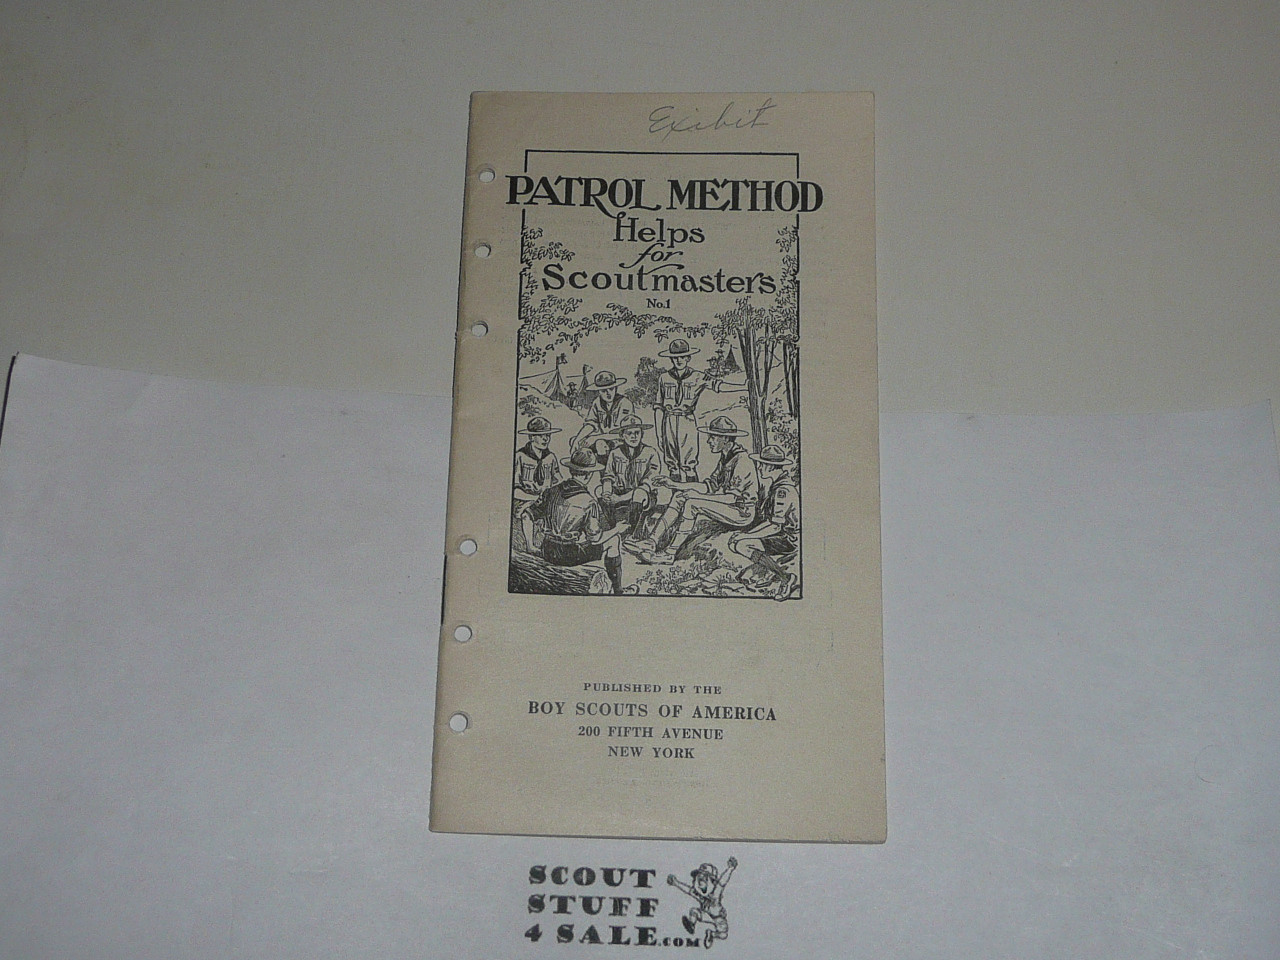 Exibit
PATROL METHOD
Helps
for
Scoutmasters
No.1
PUBLISHED BY THE
BOY SCOUTS OF AMERICA
200 FIFTH AVENUE
NEW YORK
SCOUT
STUFF
4 SALE.COM